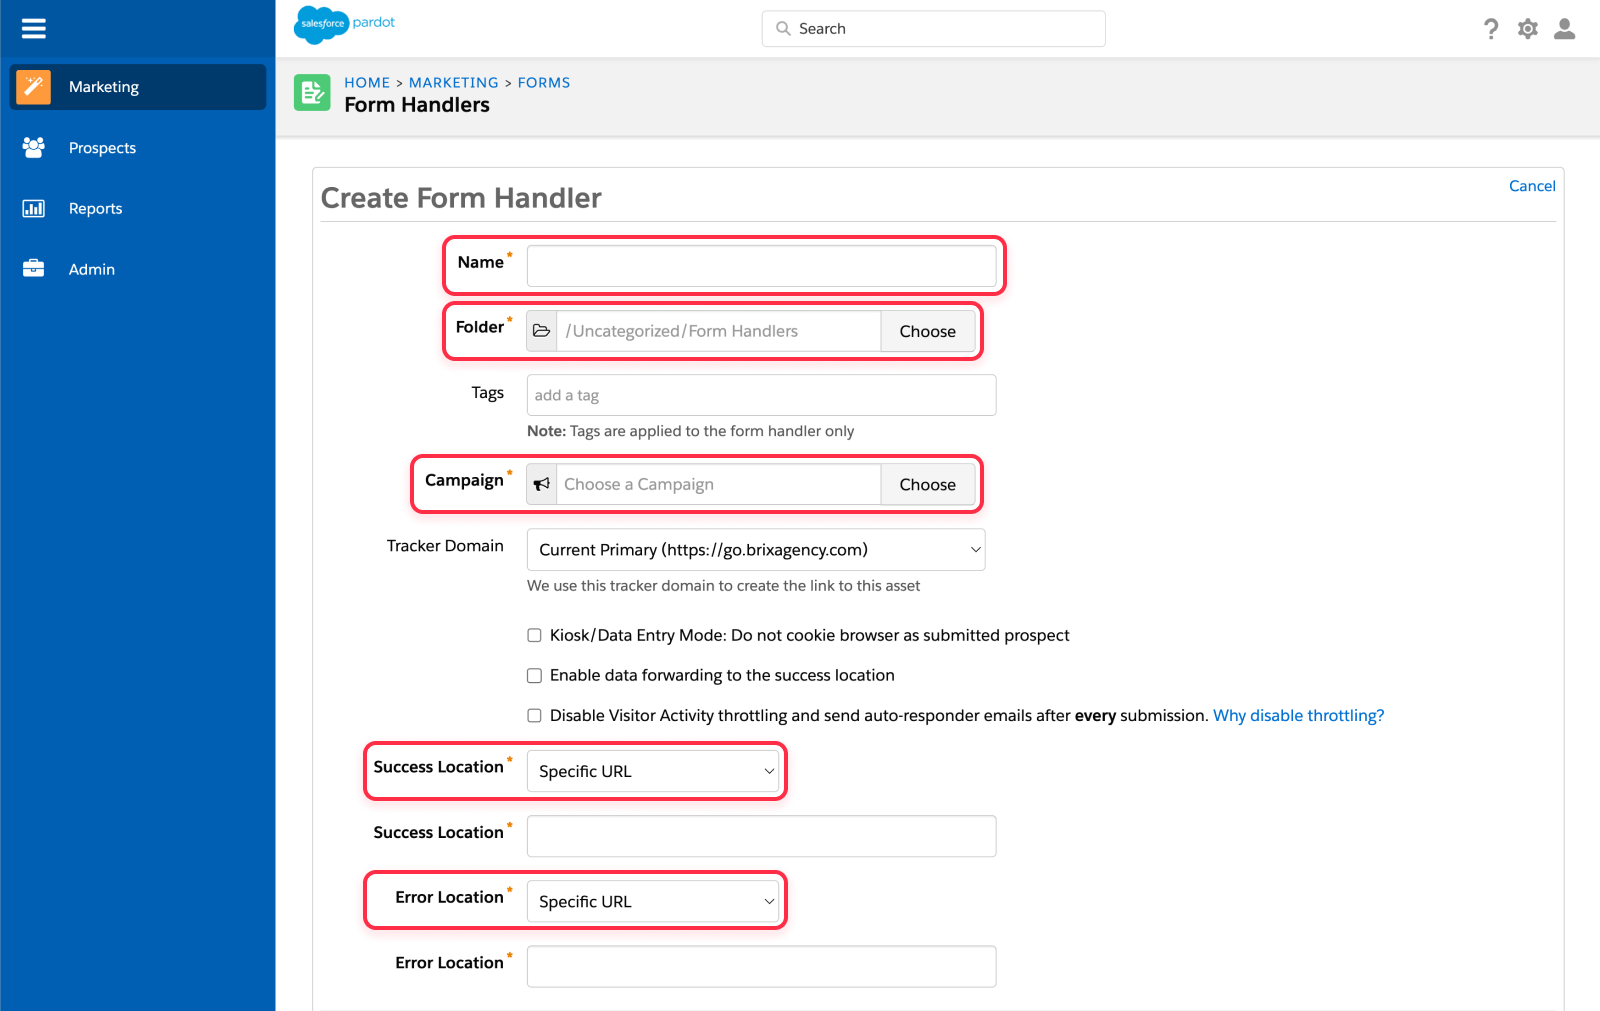 salesforce pardot
Search
Marketing
Prospects
Reports
Admin
HOME > MARKETING > FORMS
Form Handlers
Create Form Handler
Cancel
Name*
Folder* /Uncategorized/Form Handlers Choose
Tags add a tag
Note: Tags are applied to the form handler only
Campaign* Choose a Campaign Choose
Tracker Domain Current Primary (https://go.brixagency.com)
We use this tracker domain to create the link to this asset
Kiosk/Data Entry Mode: Do not cookie browser as submitted prospect
Enable data forwarding to the success location
Disable Visitor Activity throttling and send auto-responder emails after every submission. Why disable throttling?
Success Location* Specific URL
Success Location*
Error Location* Specific URL
Error Location*